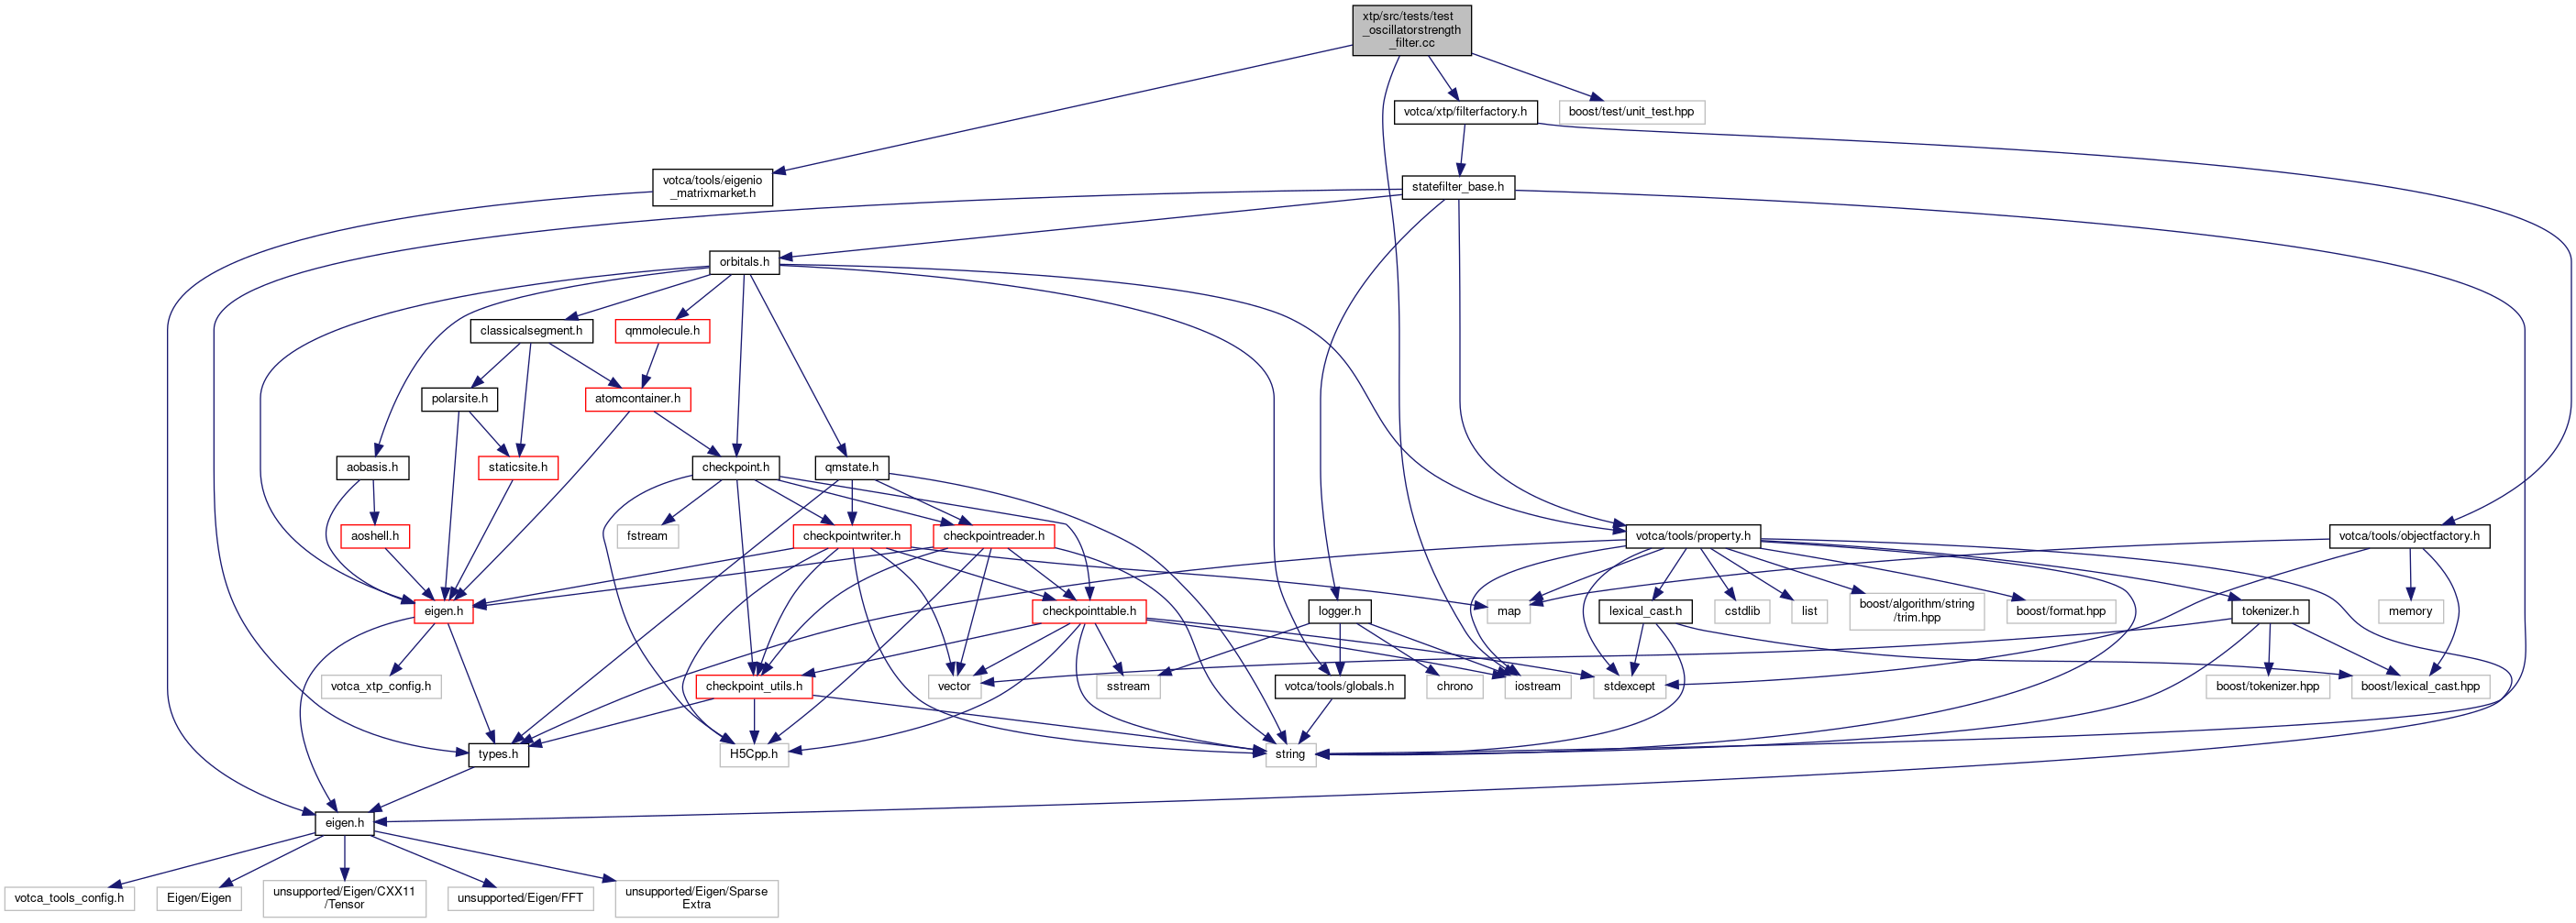 xtp/src/tests/test
_oscillatorstrength
_filter.cc
votca/xtp/filterfactory.h
boost/test/unit_test.hpp
votca/tools/eigenio
_matrixmarket.h
statefilter_base.h
orbitals.h
classicalsegment.h
qmmolecule.h
polarsite.h
atomcontainer.h
aobasis.h
staticsite.h
checkpoint.h
qmstate.h
aoshell.h
fstream
checkpointwriter.h
checkpointreader.h
votca/tools/property.h
votca/tools/objectfactory.h
eigen.h
checkpointtable.h
logger.h
map
lexical_cast.h
cstdlib
list
boost/algorithm/string
/trim.hpp
boost/format.hpp
tokenizer.h
memory
votca_xtp_config.h
checkpoint_utils.h
vector
sstream
votca/tools/globals.h
chrono
iostream
stdexcept
boost/tokenizer.hpp
boost/lexical_cast.hpp
types.h
H5Cpp.h
string
eigen.h
votca_tools_config.h
Eigen/Eigen
unsupported/Eigen/CXX11
/Tensor
unsupported/Eigen/FFT
unsupported/Eigen/Sparse
Extra